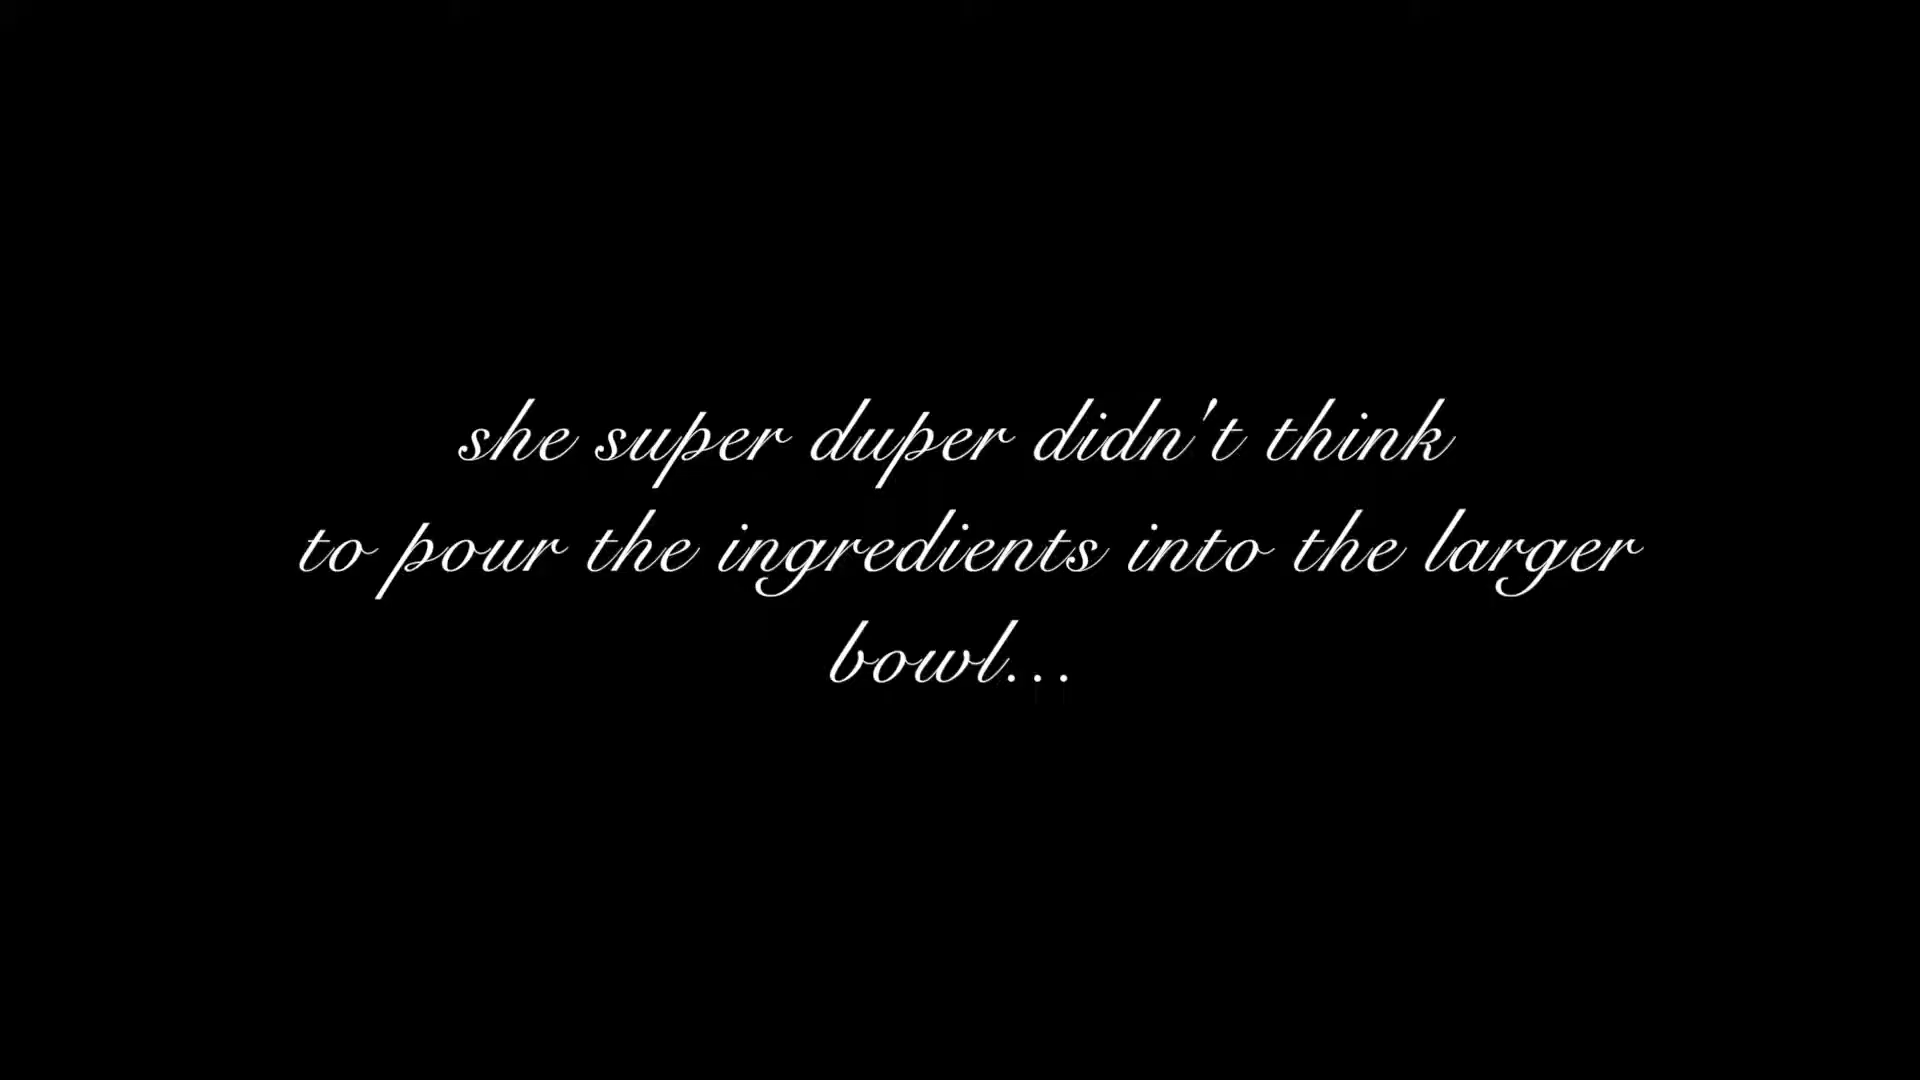 she super duper didn't think
to pour the ingredients into the larger
bowl...